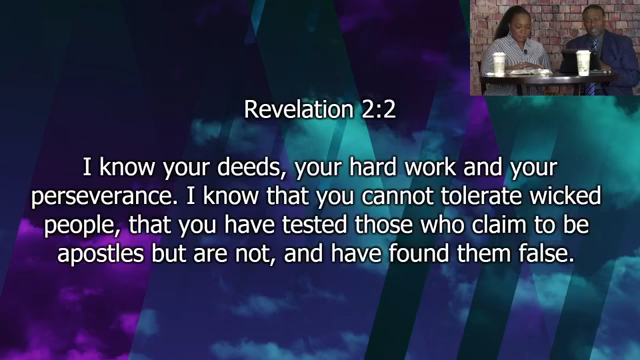 Revelation 2:2
I know your deeds, your hard work and your
perseverance. I know that you cannot tolerate wicked
people, that you have tested those who claim to be
apostles but are not, and have found them false.